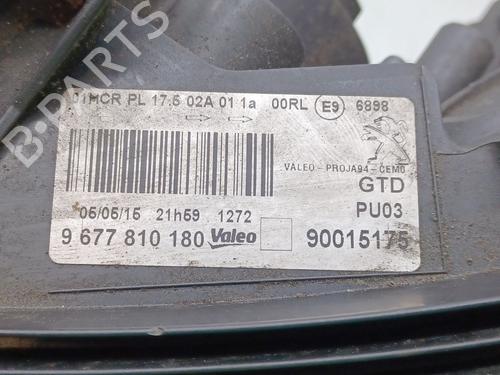 B-PARTS
01HCR PL 17.5 02A 01 1a 00RL E9 6898
VALEO - PROJA94 - CEM0
GTD
05/05/15 21h59 1272 PU03
9 677 810 180 Valeo 90015175